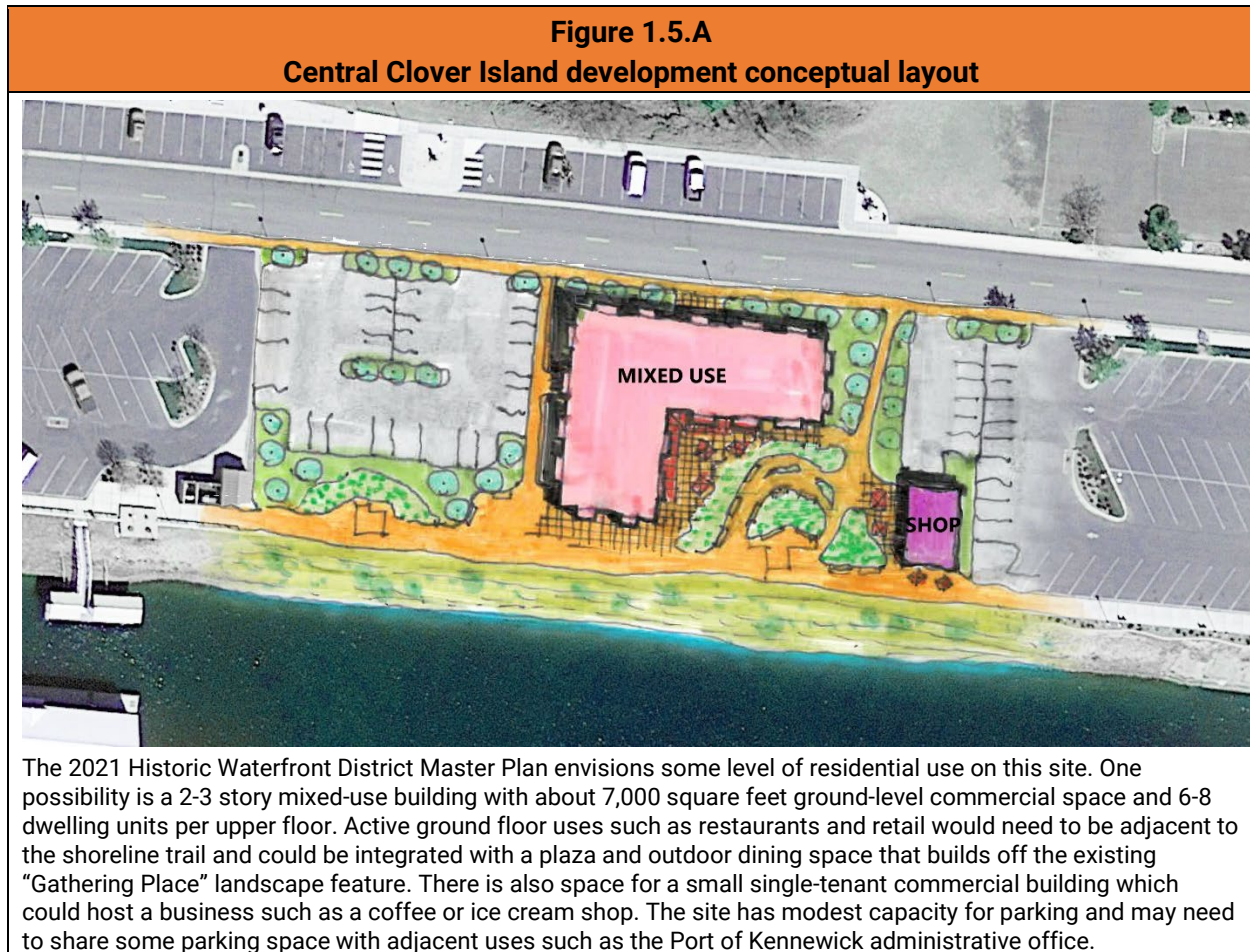 Figure 1.5.A
Central Clover Island development conceptual layout
MIXED USE
SHOP
The 2021 Historic Waterfront District Master Plan envisions some level of residential use on this site. One
possibility is a 2-3 story mixed-use building with about 7,000 square feet ground-level commercial space and 6-8
dwelling units per upper floor. Active ground floor uses such as restaurants and retail would need to be adjacent to
the shoreline trail and could be integrated with a plaza and outdoor dining space that builds off the existing
“Gathering Place” landscape feature. There is also space for a small single-tenant commercial building which
could host a business such as a coffee or ice cream shop. The site has modest capacity for parking and may need
to share some parking space with adjacent uses such as the Port of Kennewick administrative office.